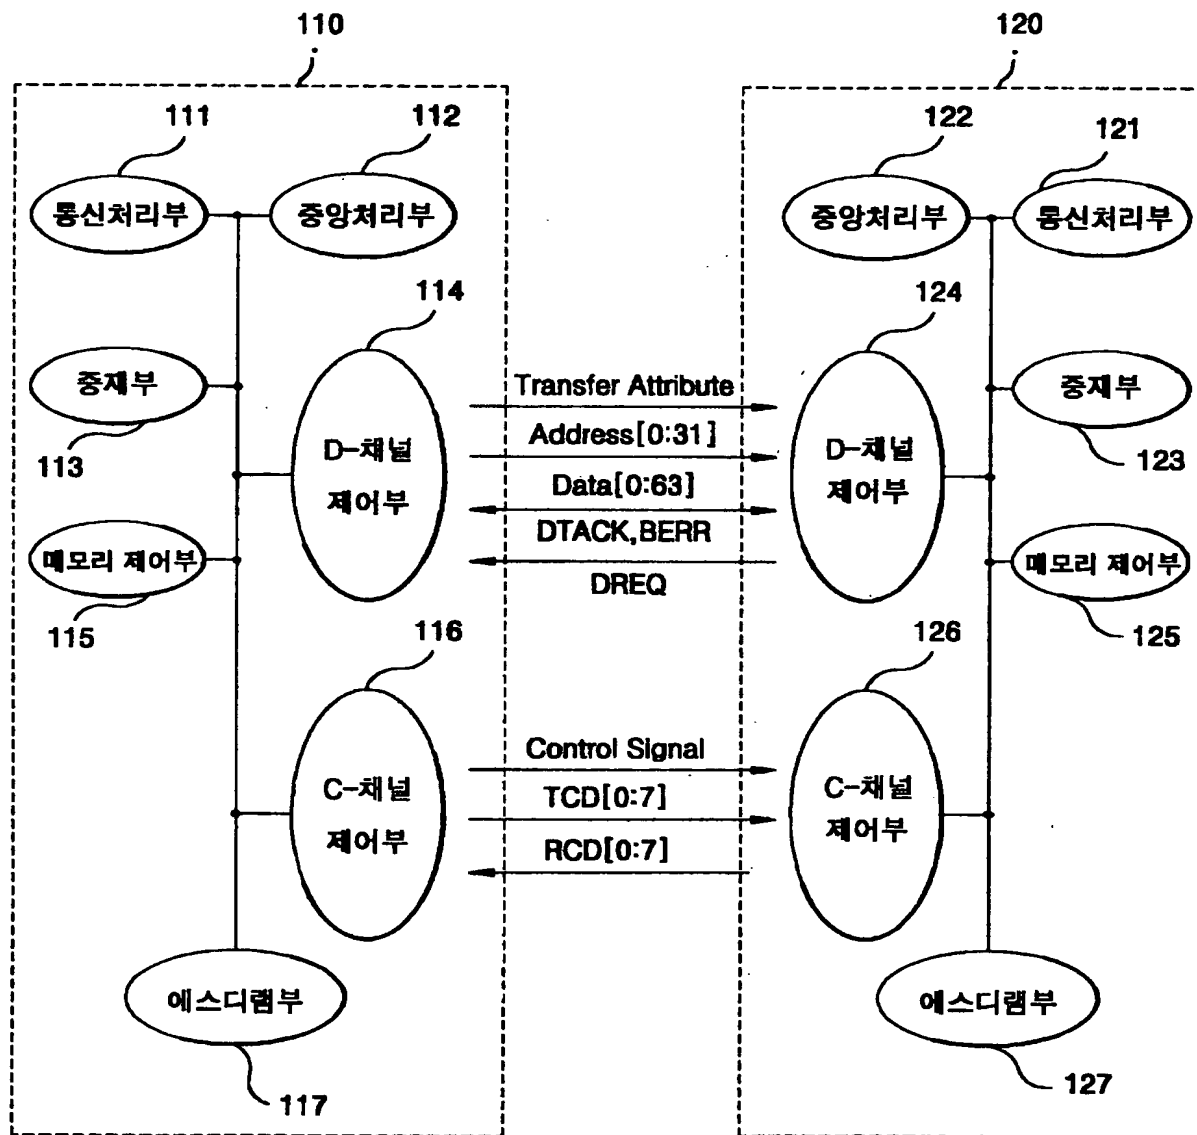 110
120
111
112
122
121
통신처리부
중앙처리부
중앙처리부
통신처리부
114
124
중재부
중재부
Transfer Attribute
D-채널
제어부
Address[0:31]
D-채널
제어부
113
123
Data[0:63]
메모리 제어부
DTACK,BERR
메모리 제어부
DREQ
115
116
126
125
Control Signal
C-채널
제어부
TCD[0:7]
C-채널
제어부
RCD[0:7]
에스디램부
에스디램부
117
127